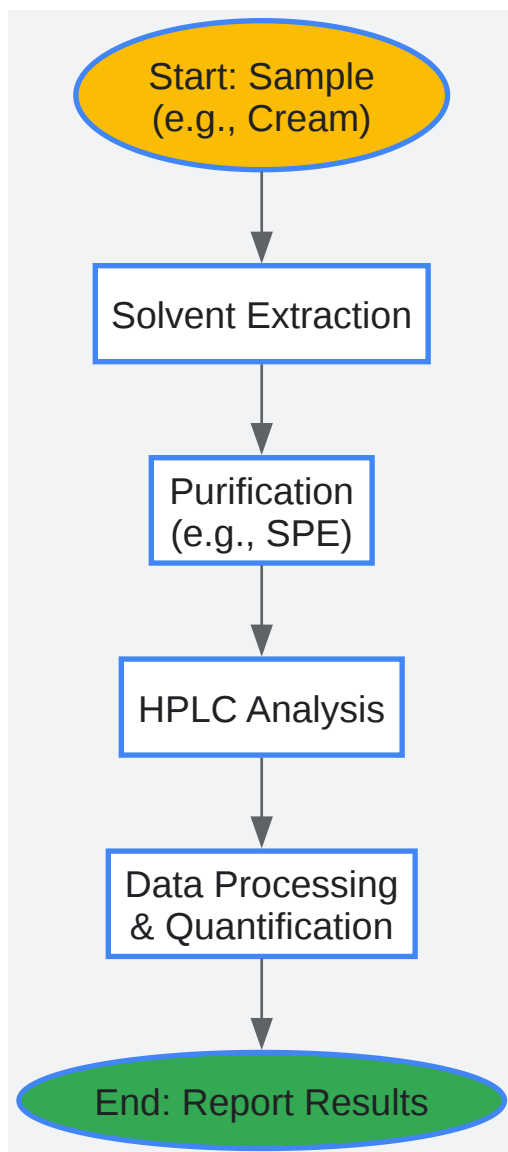 Start: Sample
(e.g., Cream)
Solvent Extraction
Purification
(e.g., SPE)
HPLC Analysis
Data Processing
& Quantification
End: Report Results